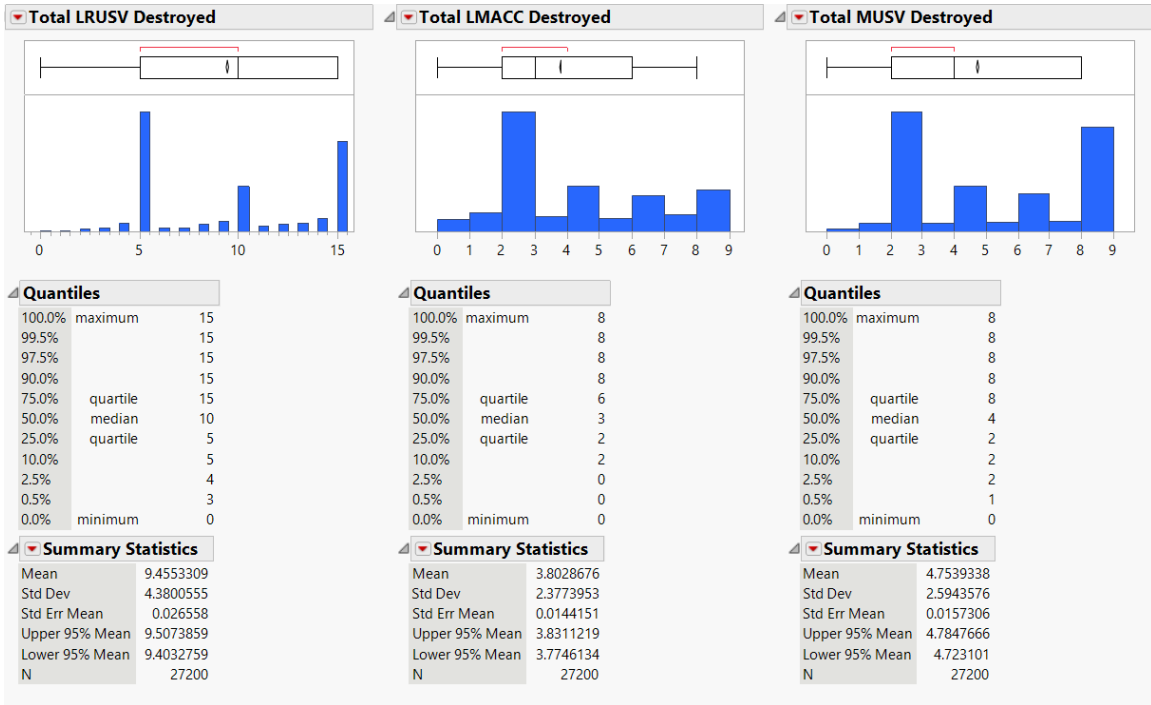 Total LRUSV Destroyed
0 5 10 15
Quantiles
100.0% maximum 15
99.5% 15
97.5% 15
90.0% 15
75.0% quartile 15
50.0% median 10
25.0% quartile 5
10.0% 5
2.5% 4
0.5% 3
0.0% minimum 0
Summary Statistics
Mean 9.4553309
Std Dev 4.3800555
Std Err Mean 0.026558
Upper 95% Mean 9.5073859
Lower 95% Mean 9.4032759
N 27200
Total LMACC Destroyed
0 1 2 3 4 5 6 7 8 9
Quantiles
100.0% maximum 8
99.5% 8
97.5% 8
90.0% 8
75.0% quartile 6
50.0% median 3
25.0% quartile 2
10.0% 2
2.5% 0
0.5% 0
0.0% minimum 0
Summary Statistics
Mean 3.8028676
Std Dev 2.3773953
Std Err Mean 0.0144151
Upper 95% Mean 3.8311219
Lower 95% Mean 3.7746134
N 27200
Total MUSV Destroyed
0 1 2 3 4 5 6 7 8 9
Quantiles
100.0% maximum 8
99.5% 8
97.5% 8
90.0% 8
75.0% quartile 8
50.0% median 4
25.0% quartile 2
10.0% 2
2.5% 2
0.5% 1
0.0% minimum 0
Summary Statistics
Mean 4.7539338
Std Dev 2.5943576
Std Err Mean 0.0157306
Upper 95% Mean 4.7847666
Lower 95% Mean 4.723101
N 27200